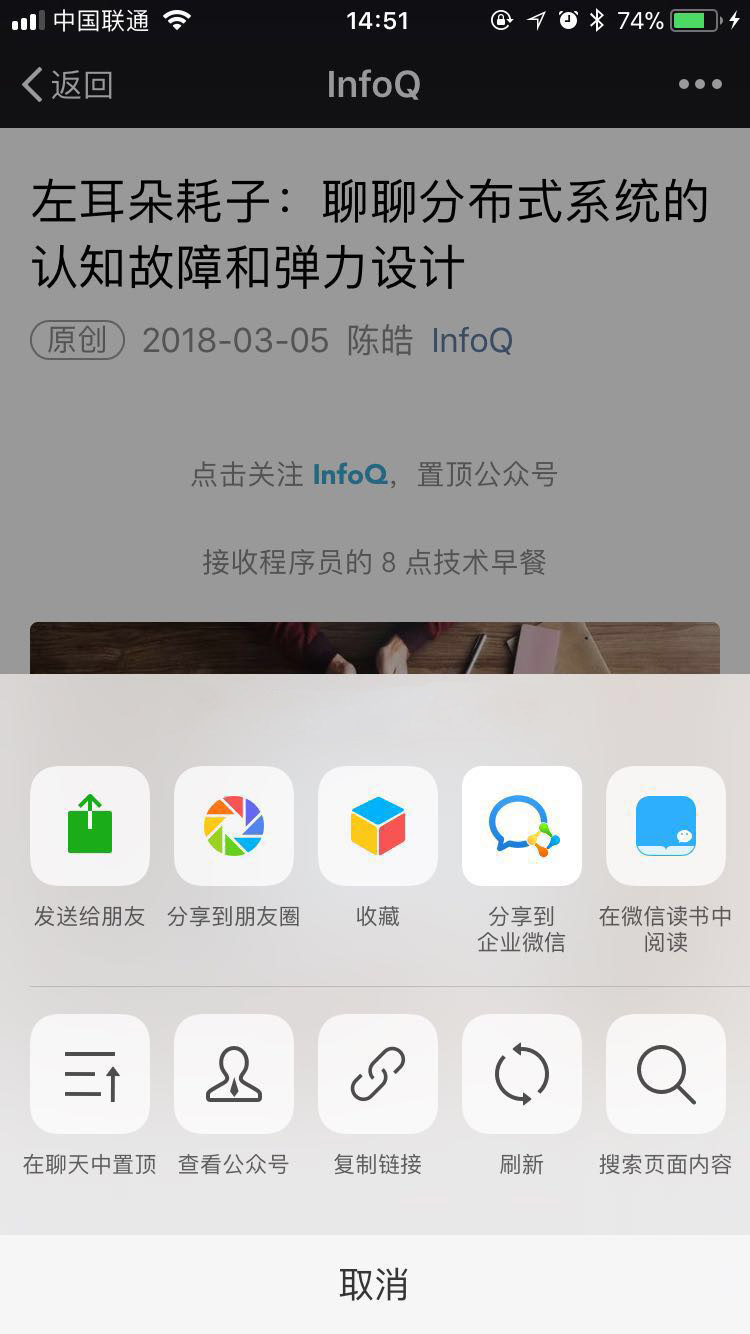 中国联通 14:51 74%
返回 InfoQ
左耳朵耗子：聊聊分布式系统的
认知故障和弹力设计
原创 2018-03-05 陈皓 InfoQ
点击关注 InfoQ，置顶公众号
接收程序员的 8 点技术早餐
发送给朋友 分享到朋友圈 收藏 分享到 在微信读书中
企业微信 阅读
在聊天中置顶 查看公众号 复制链接 刷新 搜索页面内容
取消